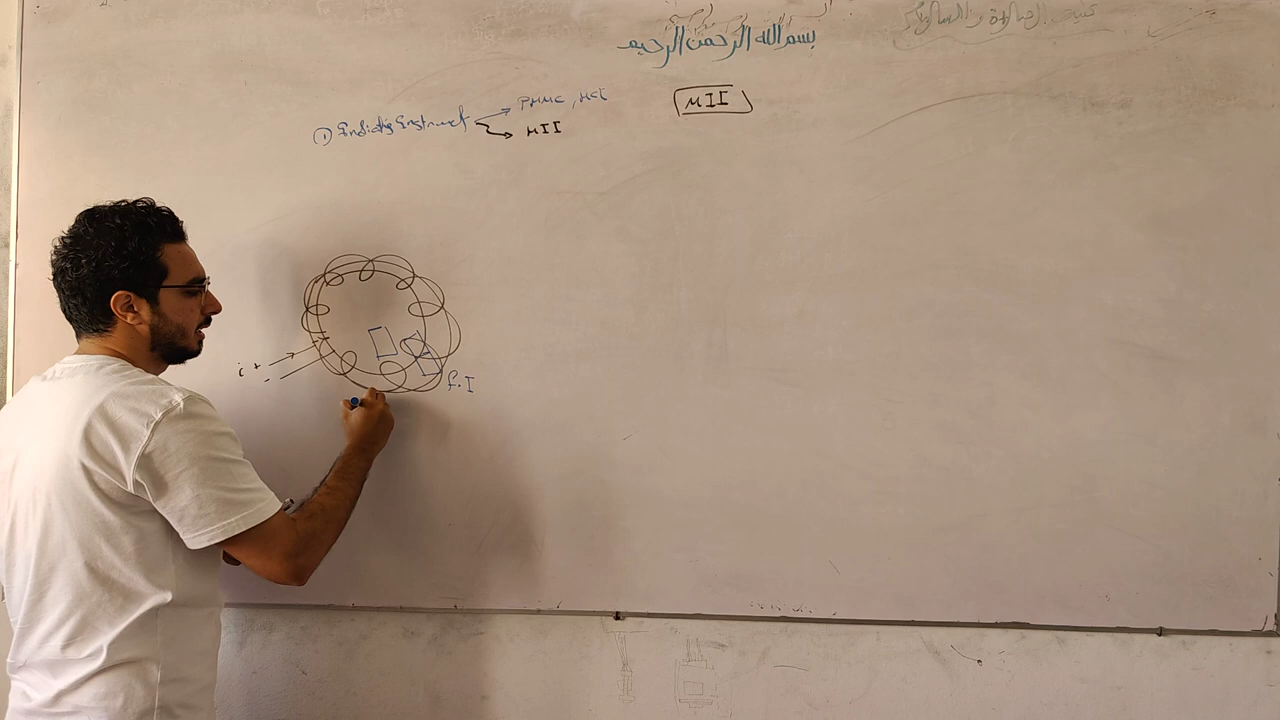 بسم الله الرحمن الرحيم
MII
PMMC, MCI
① Indicating Instrument
MII
i +
-
f.I